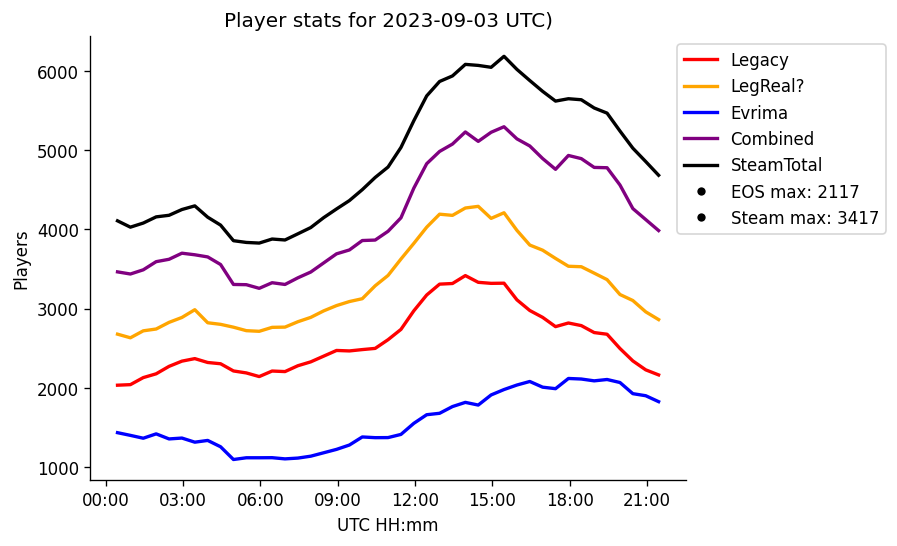 Player stats for 2023-09-03 UTC)
Players
6000
5000
4000
3000
2000
1000
00:00 03:00 06:00 09:00 12:00 15:00 18:00 21:00
UTC HH:mm
Legacy
LegReal?
Evrima
Combined
SteamTotal
EOS max: 2117
Steam max: 3417